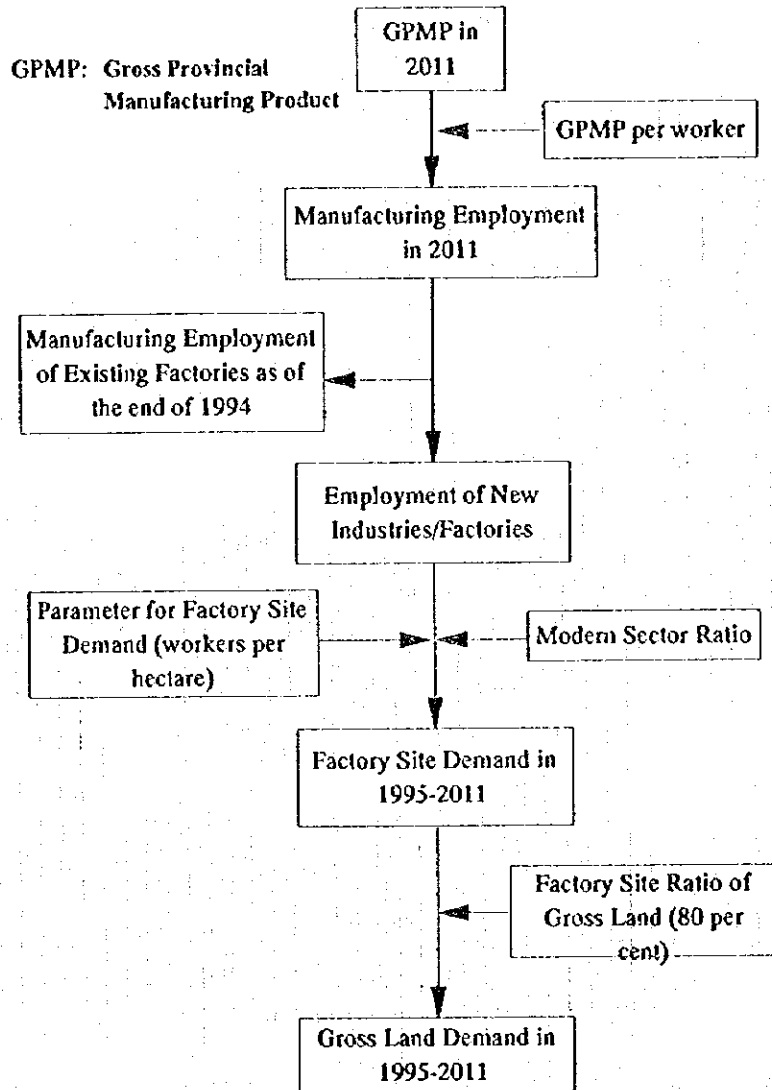 GPMP in
2011
GPMP: Gross Provincial
Manufacturing Product
GPMP per worker
Manufacturing Employment
in 2011
Manufacturing Employment
of Existing Factories as of
the end of 1994
Employment of New
Industries/Factories
Parameter for Factory Site
Demand (workers per
hectare)
Modern Sector Ratio
Factory Site Demand in
1995-2011
Factory Site Ratio of
Gross Land (80 per
cent)
Gross Land Demand in
1995-2011